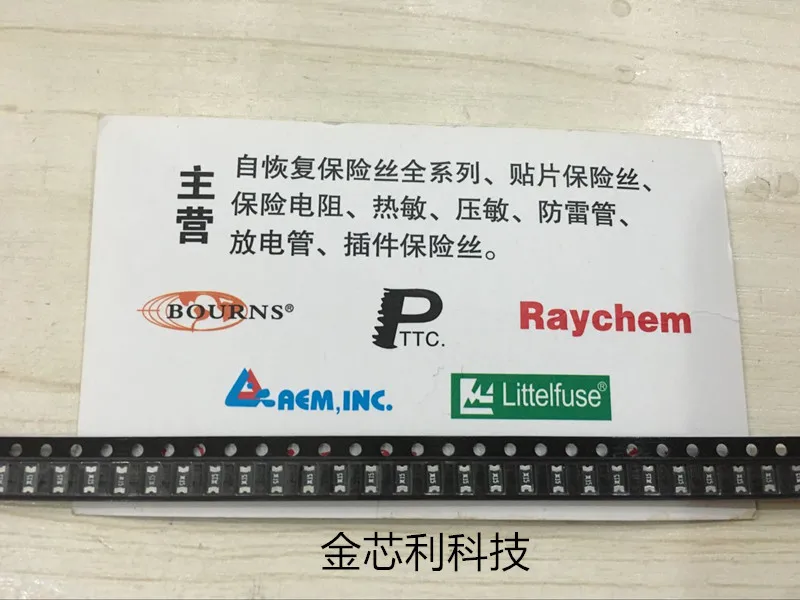 主营
自恢复保险丝全系列、贴片保险丝、
保险电阻、热敏、压敏、防雷管、
放电管、插件保险丝。
BOURNS®
PTTC.
Raychem
AEM,INC.
Littelfuse®
金芯利科技